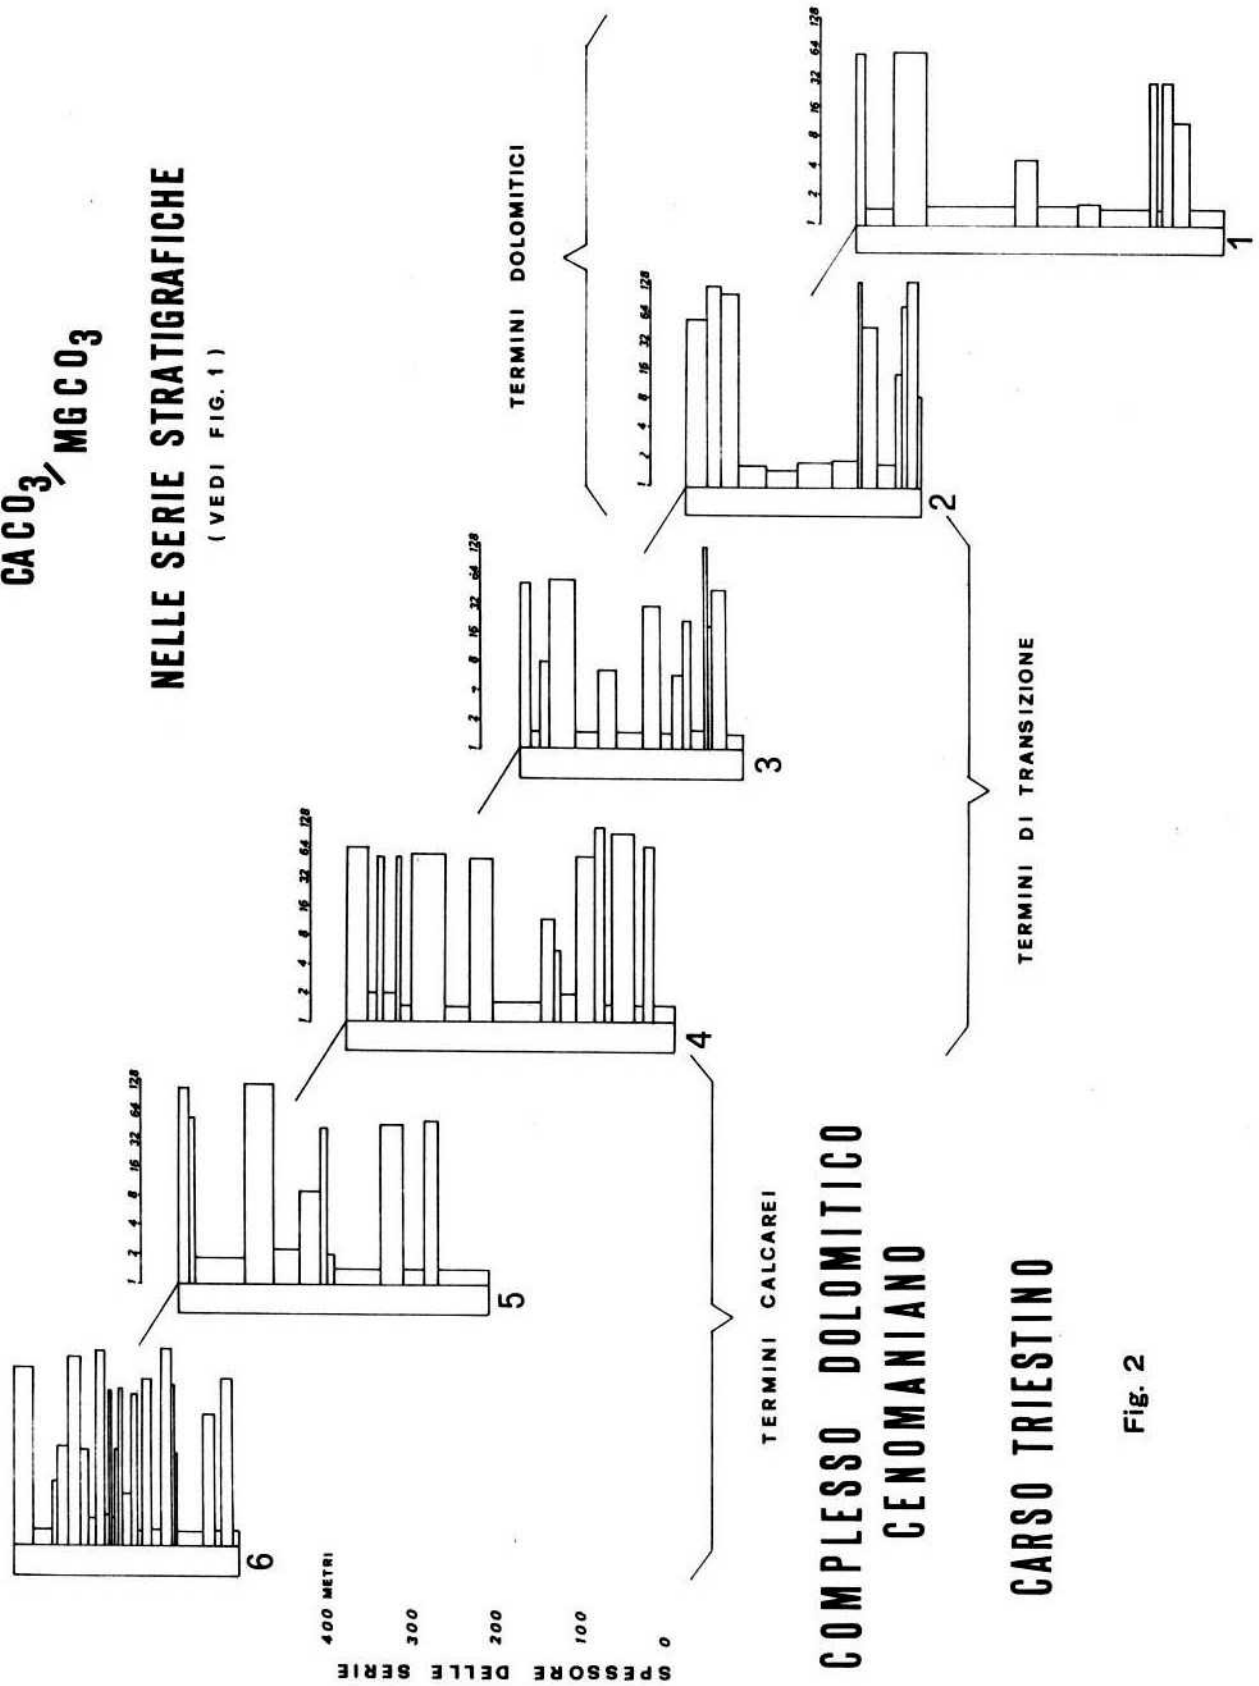 CACO3/MGCO3
NELLE SERIE STRATIGRAFICHE
(VEDI FIG. 1)
TERMINI DOLOMITICI
1 2 4 8 16 32 64 128
1
1 2 4 8 16 32 64 128
2
1 2 7 8 16 32 64 128
3
TERMINI DI TRANSIZIONE
1 2 4 8 16 32 64 128
4
1 2 4 8 16 32 64 128
5
6
TERMINI CALCAREI
400 METRI
300
200
100
0
SPESSORE DELLE SERIE
COMPLESSO DOLOMITICO
CENOMANIANO
CARSO TRIESTINO
Fig. 2